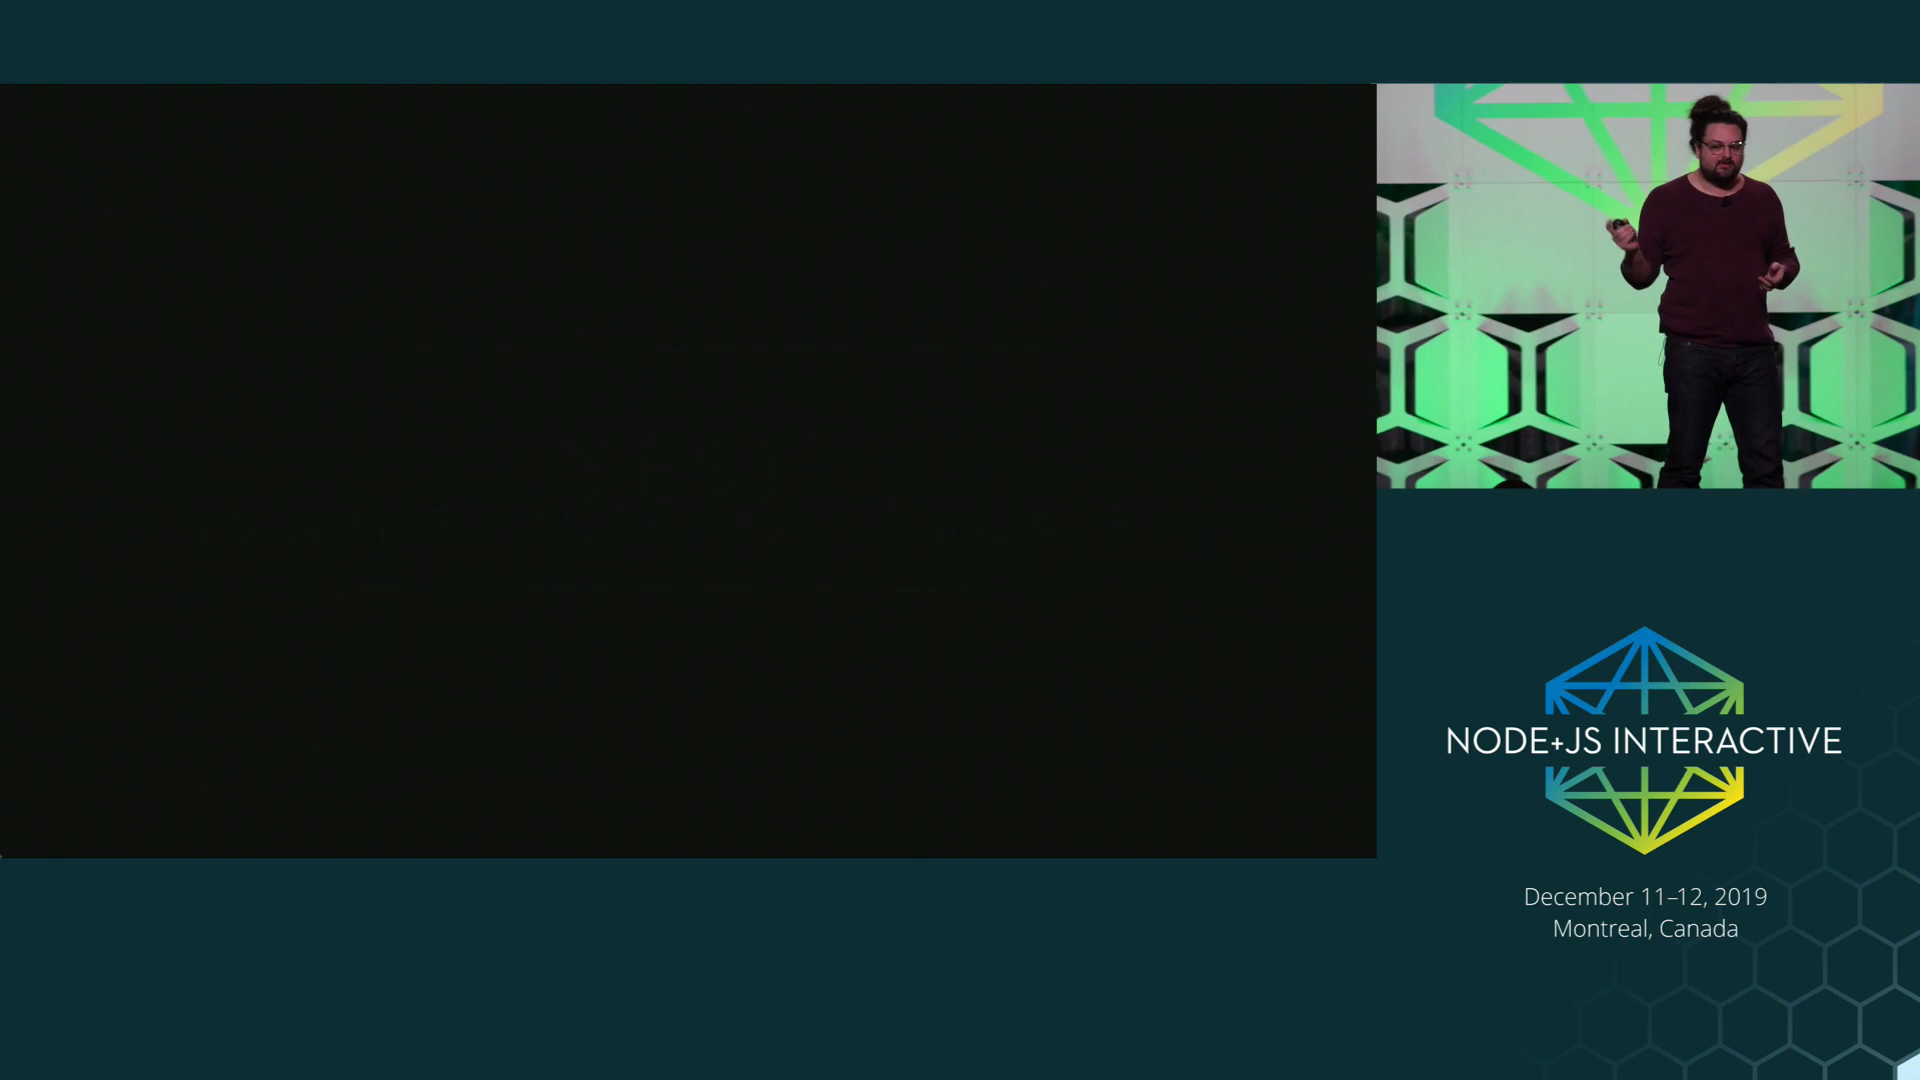 NODE+JS INTERACTIVE
December 11–12, 2019
Montreal, Canada